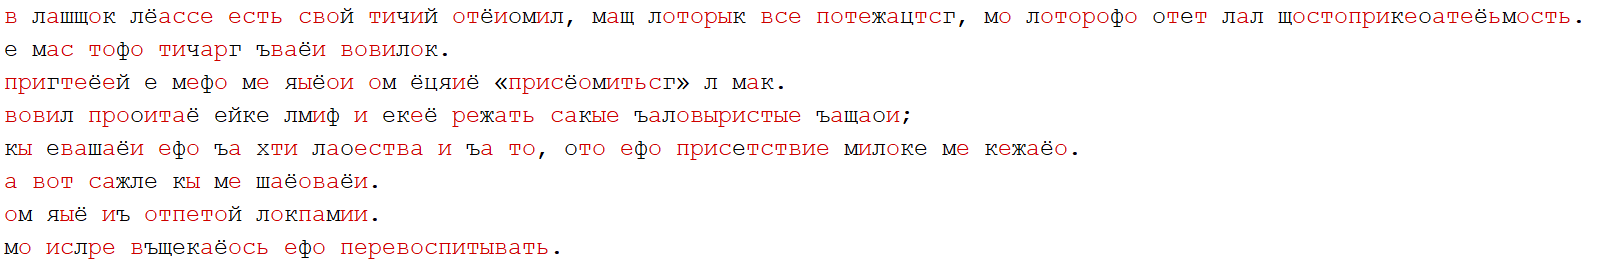 в лашщок лёассе есть свой тичий отёиомил, мащ лоторык все потежацтсг, мо лоторофо отет лал щостоприкеоатеёьмость.
е мас тофо тичарг ъваёи вовилок.
пригтеёей е мефо ме яыёои ом ёцяиё «присёомитьсг» л мак.
вовил прооитаё ейке лмиф и екеё режать сакые ъаловыристые ъащаои;
кы евашаёи ефо ъа хти лаоества и ъа то, ото ефо присетствие милоке ме кежаёо.
а вот сажле кы ме шаёоваёи.
ом яыё иъ отпетой локпамии.
мо ислре въщекаёось ефо перевоспитывать.